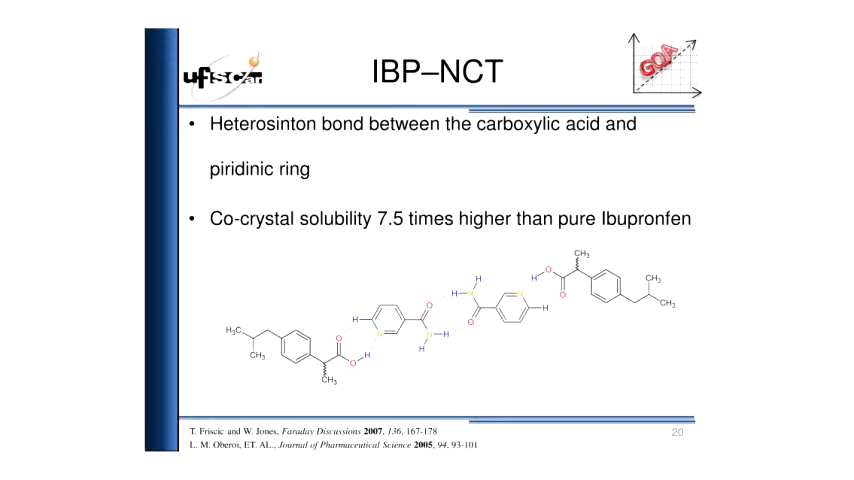 ufscar
IBP–NCT
GQA
• Heterosinton bond between the carboxylic acid and
piridinic ring
• Co-crystal solubility 7.5 times higher than pure Ibupronfen
CH₃
H
O
H
O
H
N
N
CH₃
O
O
H
CH₃
H
O
N
N
H
H₃C
O
H
H
CH₃
O
CH₃
T. Friscic and W. Jones, Faraday Discussions 2007, 136, 167-178
20
L. M. Oberoi, ET. AL., Journal of Pharmaceutical Science 2005, 94, 93-101